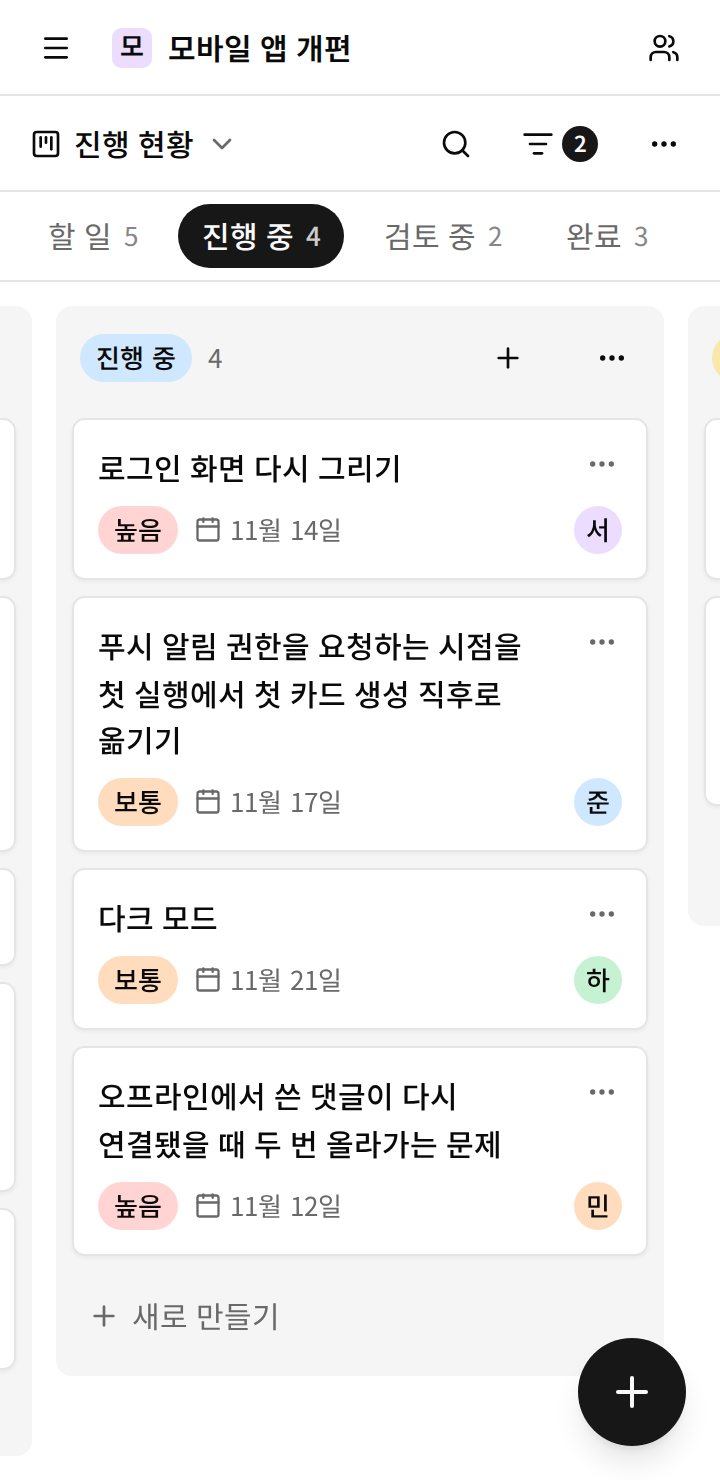 모 모바일 앱 개편
진행 현황 2
할 일 5 진행 중 4 검토 중 2 완료 3
진행 중 4
로그인 화면 다시 그리기
높음 11월 14일 서
푸시 알림 권한을 요청하는 시점을
첫 실행에서 첫 카드 생성 직후로
옮기기
보통 11월 17일 준
다크 모드
보통 11월 21일 하
오프라인에서 쓴 댓글이 다시
연결됐을 때 두 번 올라가는 문제
높음 11월 12일 민
새로 만들기